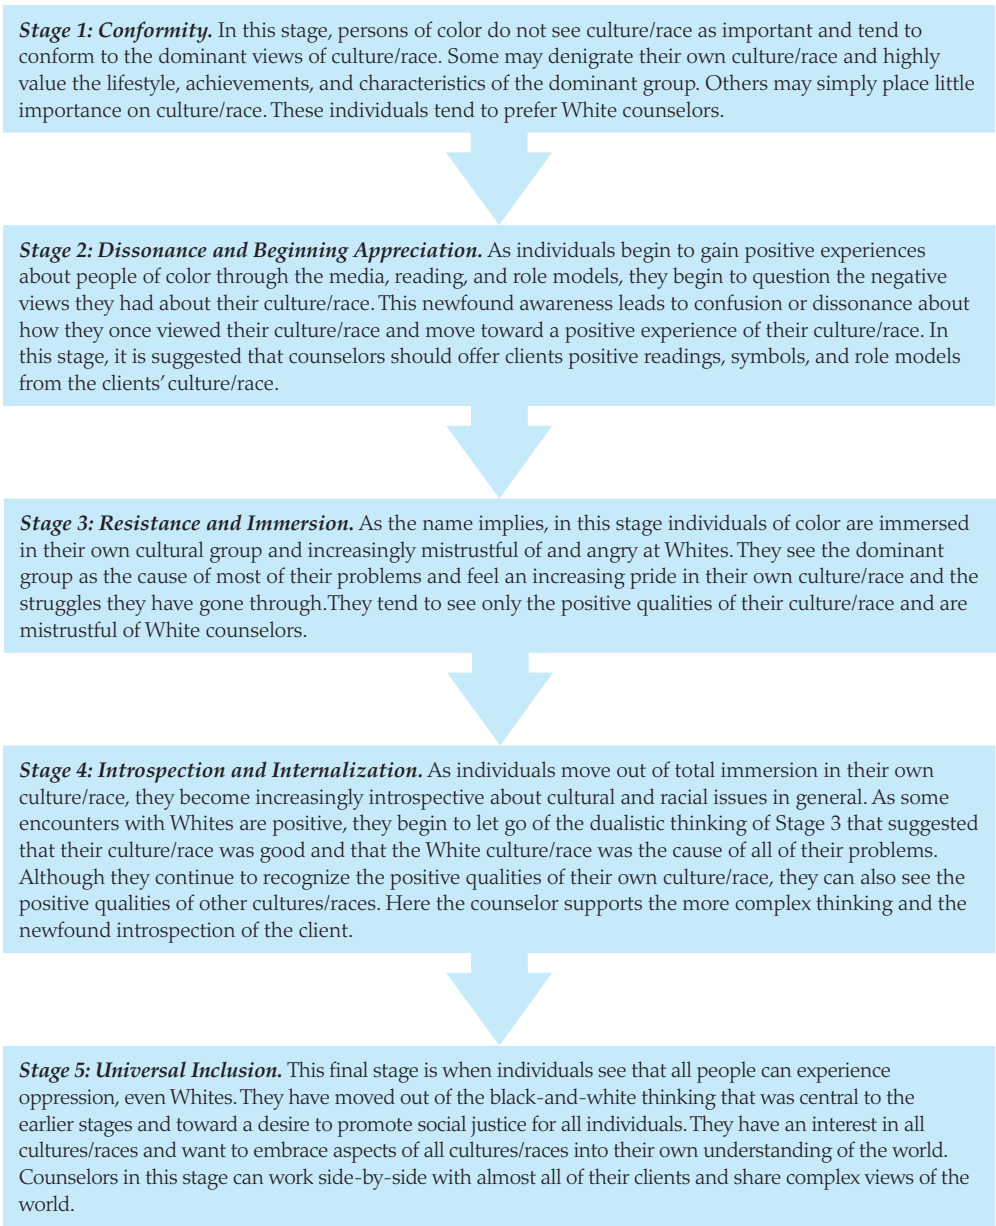 Stage 1: Conformity. In this stage, persons of color do not see culture/race as important and tend to
conform to the dominant views of culture/race. Some may denigrate their own culture/race and highly
value the lifestyle, achievements, and characteristics of the dominant group. Others may simply place little
importance on culture/race. These individuals tend to prefer White counselors.
Stage 2: Dissonance and Beginning Appreciation. As individuals begin to gain positive experiences
about people of color through the media, reading, and role models, they begin to question the negative
views they had about their culture/race. This newfound awareness leads to confusion or dissonance about
how they once viewed their culture/race and move toward a positive experience of their culture/race. In
this stage, it is suggested that counselors should offer clients positive readings, symbols, and role models
from the clients' culture/race.
Stage 3: Resistance and Immersion. As the name implies, in this stage individuals of color are immersed
in their own cultural group and increasingly mistrustful of and angry at Whites. They see the dominant
group as the cause of most of their problems and feel an increasing pride in their own culture/race and the
struggles they have gone through.They tend to see only the positive qualities of their culture/race and are
mistrustful of White counselors.
Stage 4: Introspection and Internalization. As individuals move out of total immersion in their own
culture/race, they become increasingly introspective about cultural and racial issues in general. As some
encounters with Whites are positive, they begin to let go of the dualistic thinking of Stage 3 that suggested
that their culture/race was good and that the White culture/race was the cause of all of their problems.
Although they continue to recognize the positive qualities of their own culture/race, they can also see the
positive qualities of other cultures/races. Here the counselor supports the more complex thinking and the
newfound introspection of the client.
Stage 5: Universal Inclusion. This final stage is when individuals see that all people can experience
oppression, even Whites. They have moved out of the black-and-white thinking that was central to the
earlier stages and toward a desire to promote social justice for all individuals. They have an interest in all
cultures/races and want to embrace aspects of all cultures/races into their own understanding of the world.
Counselors in this stage can work side-by-side with almost all of their clients and share complex views of the
world.